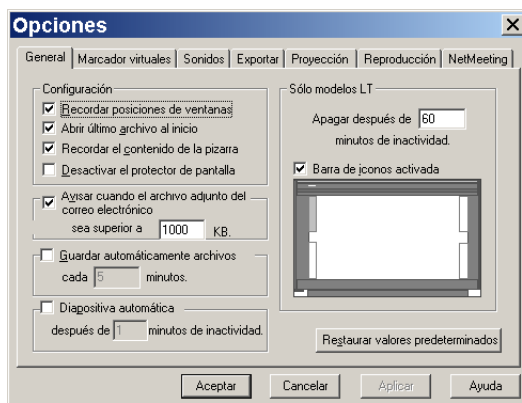 Opciones
General
Marcador virtuales
Sonidos
Exportar
Proyección
Reproducción
NetMeeting
Configuración
Recordar posiciones de ventanas
Abrir último archivo al inicio
Recordar el contenido de la pizarra
Desactivar el protector de pantalla
Avisar cuando el archivo adjunto del
correo electrónico
sea superior a 1000 KB.
Guardar automáticamente archivos
cada 5 minutos.
Diapositiva automática
después de 1 minutos de inactividad.
Sólo modelos LT
Apagar después de 60
minutos de inactividad.
Barra de iconos activada
Restaurar valores predeterminados
Aceptar
Cancelar
Aplicar
Ayuda